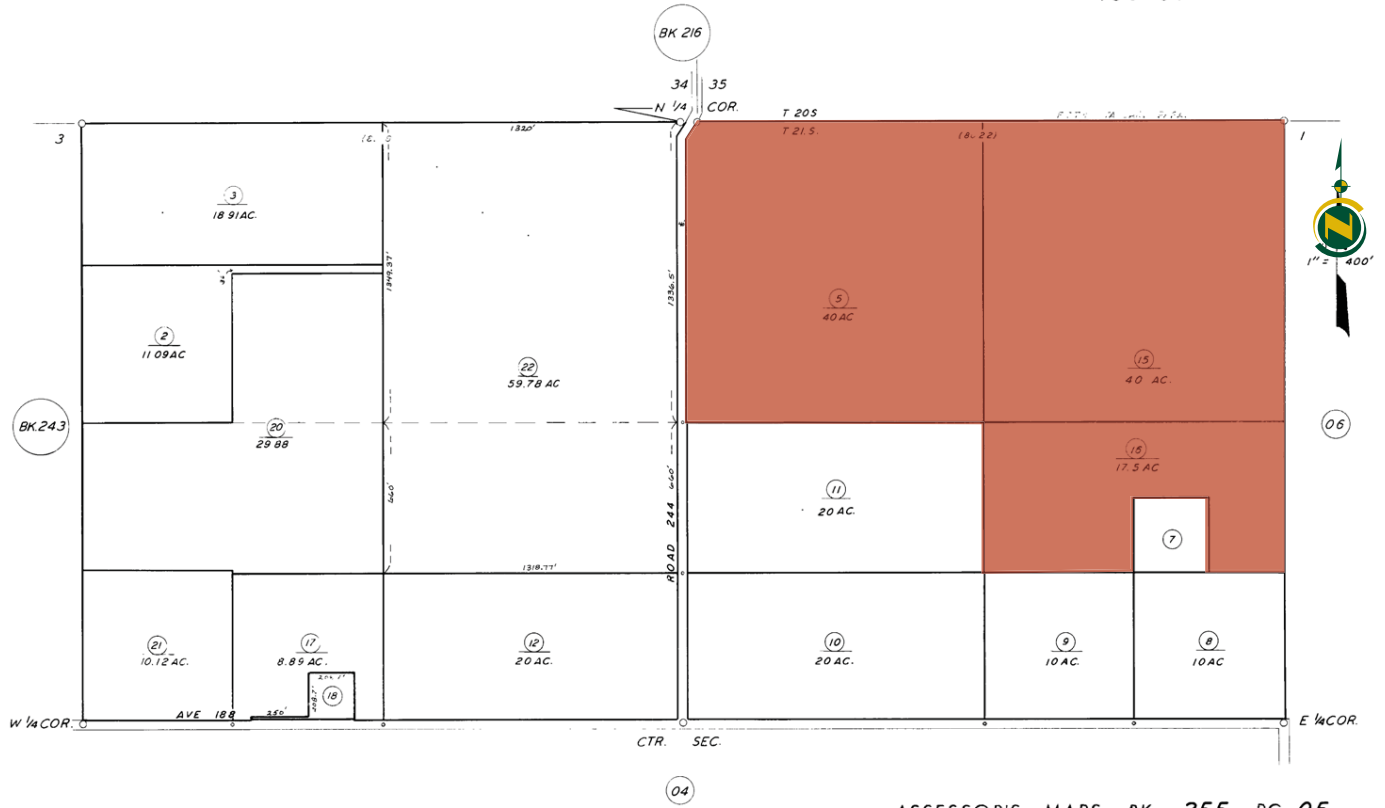 BK 216
34 35
N 1/4 COR.
T 20S
3
1320'
T 21.S.
1
3
18.91AC.
1" = 400'
N
1349.37'
1336.5'
5
40AC
2
11.09AC
22
59.78 AC
15
40 AC.
BK.243
20
29.88
06
16
17.5 AC
660'
ROAD 244
660'
11
20 AC.
7
1318.77'
21
10.12 AC.
17
8.89 AC.
12
20 AC.
10
20 AC.
9
10 AC.
8
10 AC
208.7'
18
W 1/4 COR.
AVE 188
250'
E 1/4 COR.
CTR. SEC.
04